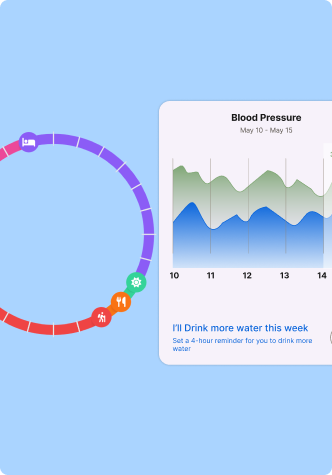 Blood Pressure
May 10 - May 15
10 11 12 13 14
I'll Drink more water this week
Set a 4-hour reminder for you to drink more
water